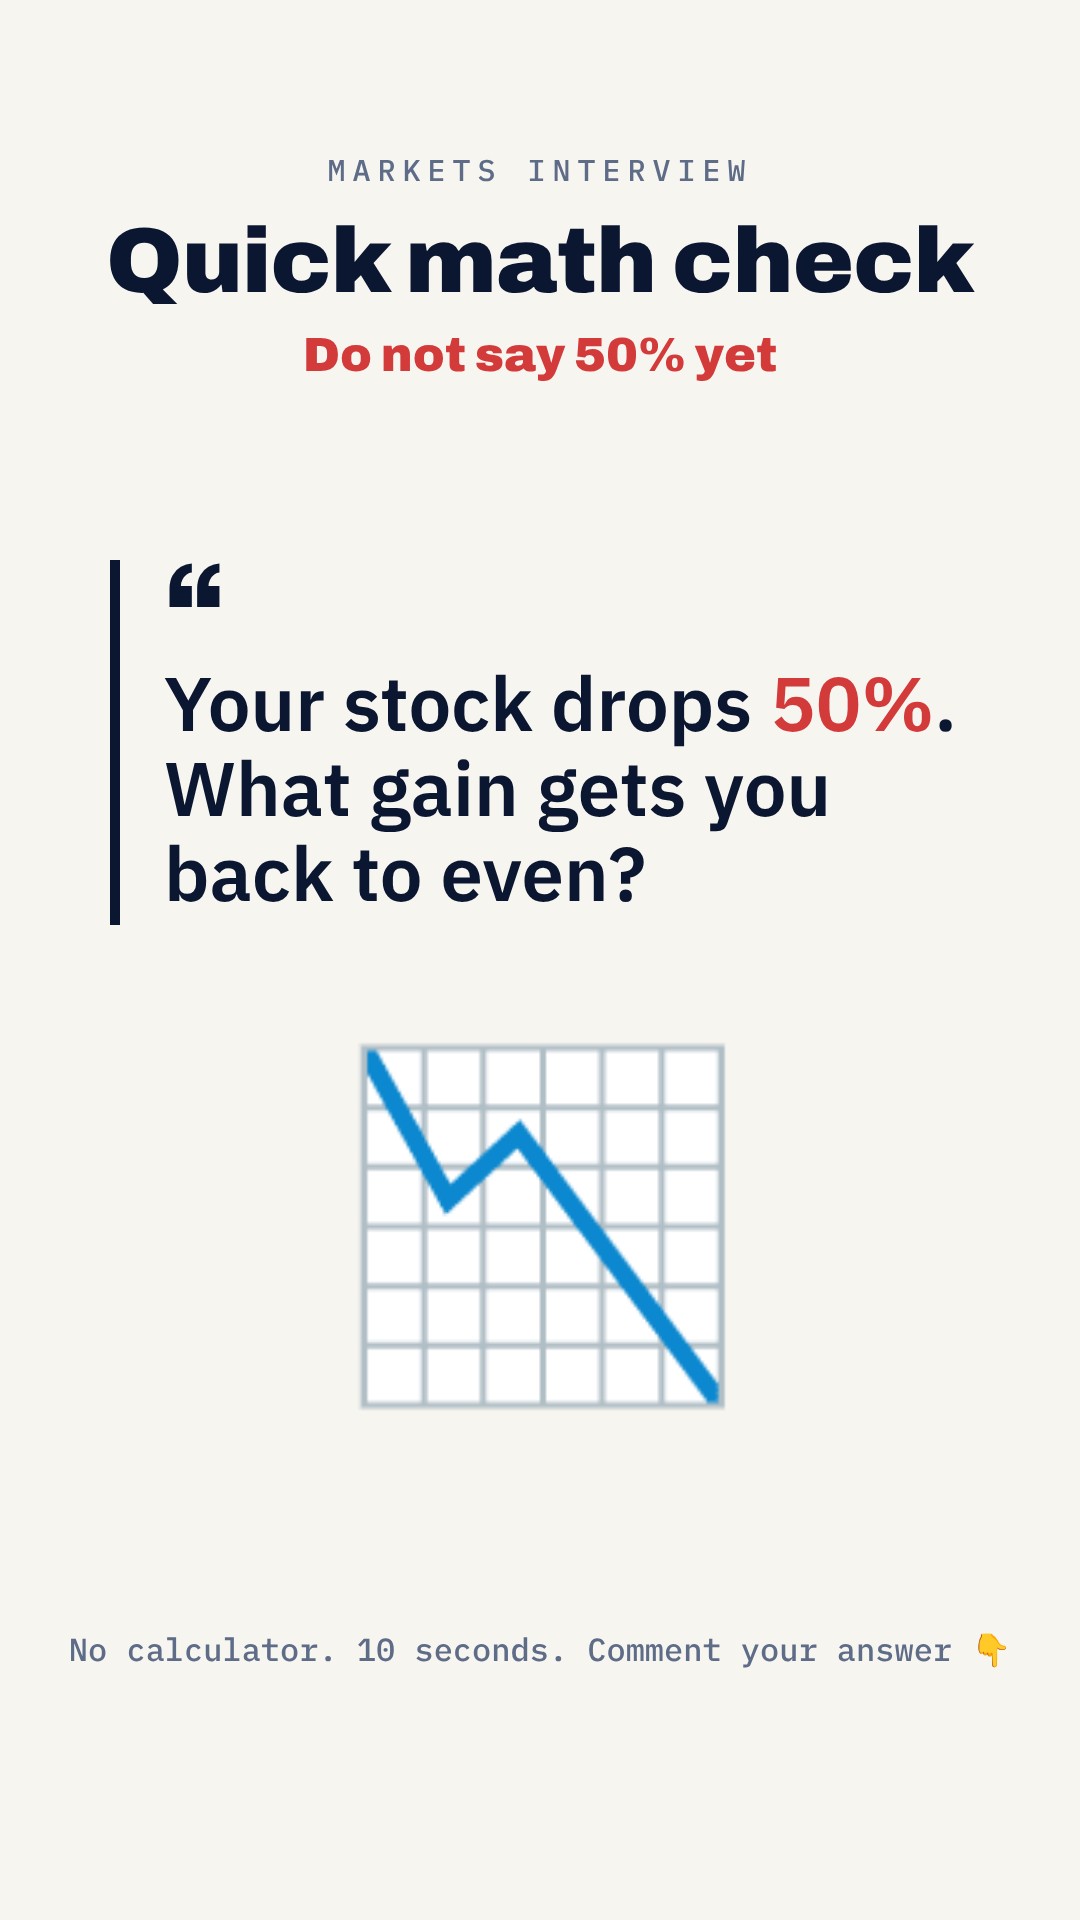 MARKETS INTERVIEW
Quick math check
Do not say 50% yet
“
Your stock drops 50%.
What gain gets you
back to even?
No calculator. 10 seconds. Comment your answer 👇